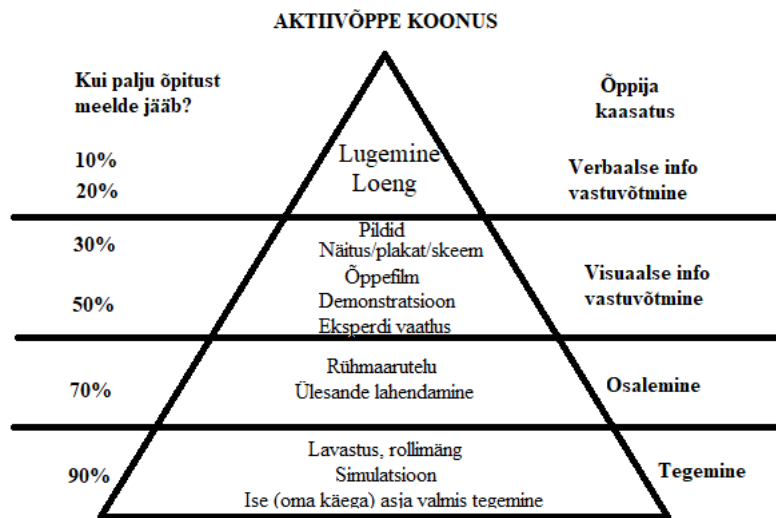 AKTIIVÕPPE KOONUS
Kui palju õpitust
meelde jääb?
Õppija
kaasatus
10%
20%
Lugemine
Loeng
Verbaalse info
vastuvõtmine
30%
50%
Pildid
Näitus/plakat/skeem
Õppefilm
Demonstratsioon
Eksperdi vaatlus
Visuaalse info
vastuvõtmine
70%
Rühmaarutelu
Ülesande lahendamine
Osalemine
90%
Lavastus, rollimäng
Simulatsioon
Ise (oma käega) asja valmis tegemine
Tegemine